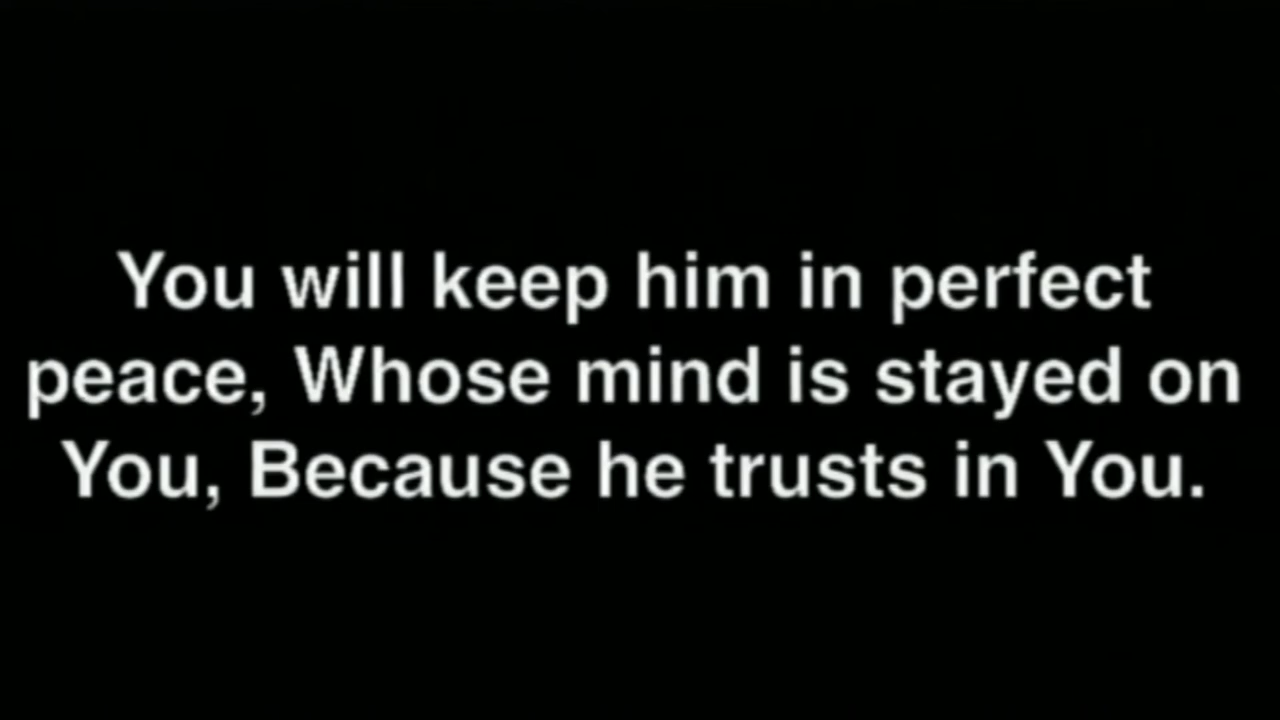 You will keep him in perfect
peace, Whose mind is stayed on
You, Because he trusts in You.